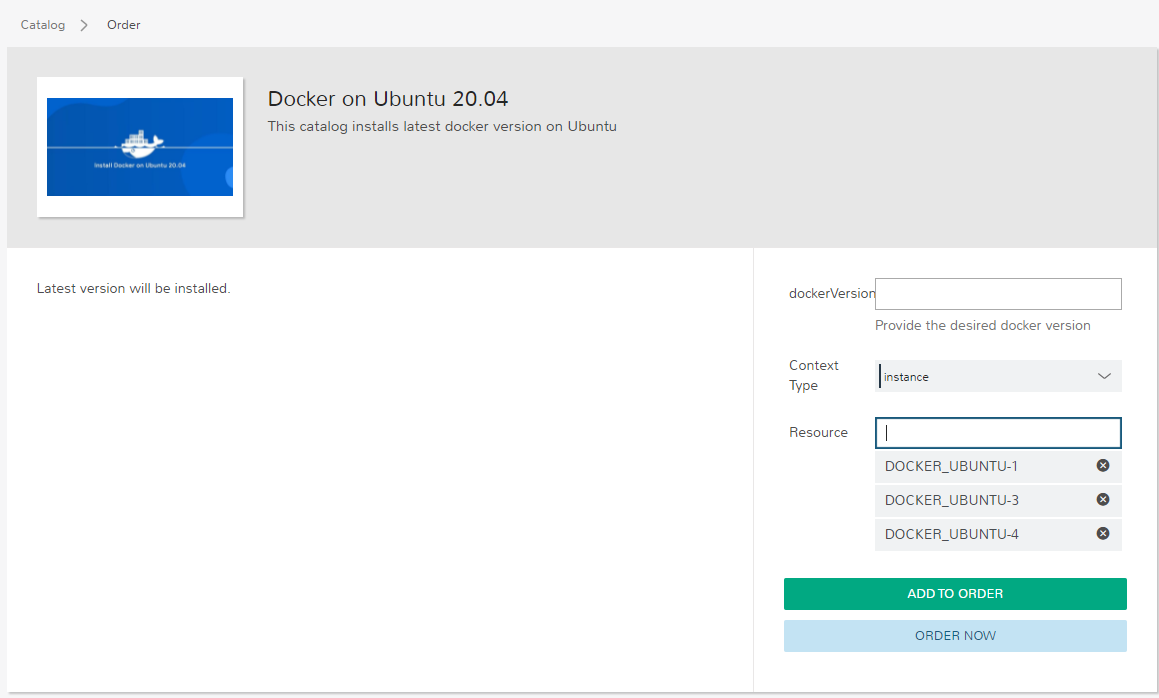 Catalog
Order
Docker on Ubuntu 20.04
This catalog installs latest docker version on Ubuntu
Install Docker on Ubuntu 20.04
Latest version will be installed.
dockerVersion
Provide the desired docker version
Context
Type
instance
Resource
DOCKER_UBUNTU-1
DOCKER_UBUNTU-3
DOCKER_UBUNTU-4
ADD TO ORDER
ORDER NOW